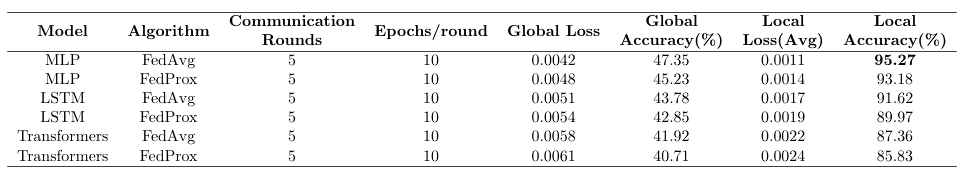 Model Algorithm Communication Rounds Epochs/round Global Loss Global Accuracy(%) Local Loss(Avg) Local Accuracy(%)
MLP FedAvg 5 10 0.0042 47.35 0.0011 95.27
MLP FedProx 5 10 0.0048 45.23 0.0014 93.18
LSTM FedAvg 5 10 0.0051 43.78 0.0017 91.62
LSTM FedProx 5 10 0.0054 42.85 0.0019 89.97
Transformers FedAvg 5 10 0.0058 41.92 0.0022 87.36
Transformers FedProx 5 10 0.0061 40.71 0.0024 85.83